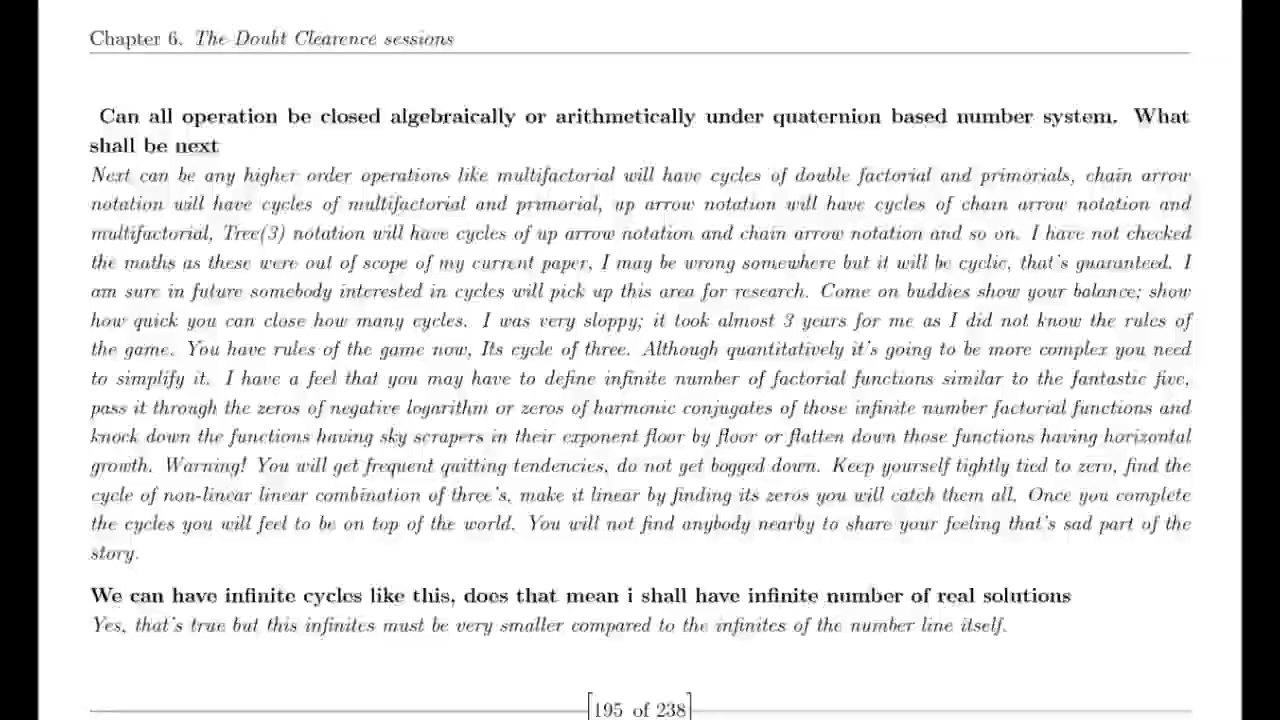 Chapter 6. The Doubt Clearence sessions
Can all operation be closed algebraically or arithmetically under quaternion based number system. What
shall be next
Next can be any higher order operations like multifactorial will have cycles of double factorial and primorials, chain arrow
notation will have cycles of multifactorial and primorial, up arrow notation will have cycles of chain arrow notation and
multifactorial, Tree(3) notation will have cycles of up arrow notation and chain arrow notation and so on. I have not checked
the maths as these were out of scope of my current paper, I may be wrong somewhere but it will be cyclic, that's guaranteed. I
am sure in future somebody interested in cycles will pick up this area for research. Come on buddies show your balance; show
how quick you can close how many cycles. I was very sloppy; it took almost 3 years for me as I did not know the rules of
the game. You have rules of the game now, Its cycle of three. Although quantitatively it's going to be more complex you need
to simplify it. I have a feel that you may have to define infinite number of factorial functions similar to the fantastic five,
pass it through the zeros of negative logarithm or zeros of harmonic conjugates of those infinite number factorial functions and
knock down the functions having sky scrapers in their exponent floor by floor or flatten down those functions having horizontal
growth. Warning! You will get frequent quitting tendencies, do not get bogged down. Keep yourself tightly tied to zero, find the
cycle of non-linear linear combination of three's, make it linear by finding its zeros you will catch them all. Once you complete
the cycles you will feel to be on top of the world. You will not find anybody nearby to share your feeling that's sad part of the
story.
We can have infinite cycles like this, does that mean i shall have infinite number of real solutions
Yes, that's true but this infinites must be very smaller compared to the infinites of the number line itself.
[195 of 238]